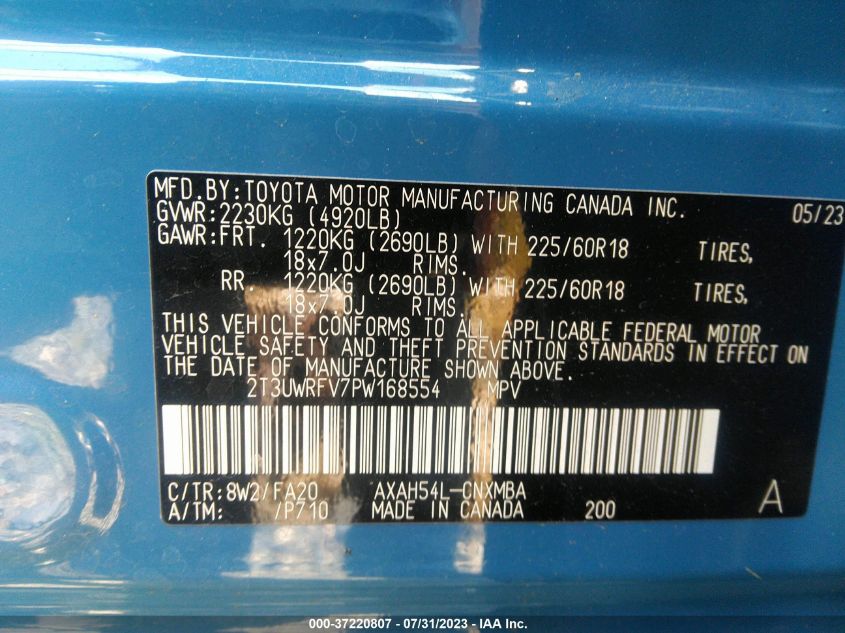 MFD.BY:TOYOTA MOTOR MANUFACTURING CANADA INC. 05/23
GVWR:2230KG (4920LB)
GAWR:FRT. 1220KG (2690LB) WITH 225/60R18 TIRES,
18x7.0J RIMS.
RR. 1220KG (2690LB) WITH 225/60R18 TIRES,
18x7.0J RIMS.
THIS VEHICLE CONFORMS TO ALL APPLICABLE FEDERAL MOTOR
VEHICLE SAFETY AND THEFT PREVENTION STANDARDS IN EFFECT ON
THE DATE OF MANUFACTURE SHOWN ABOVE.
2T3UWRFV7PW168554 MPV
C/TR:8W2/FA20 AXAH54L-CNXMBA A
A/TM: /P710 MADE IN CANADA 200
000-37220807 - 07/31/2023 - IAA Inc.